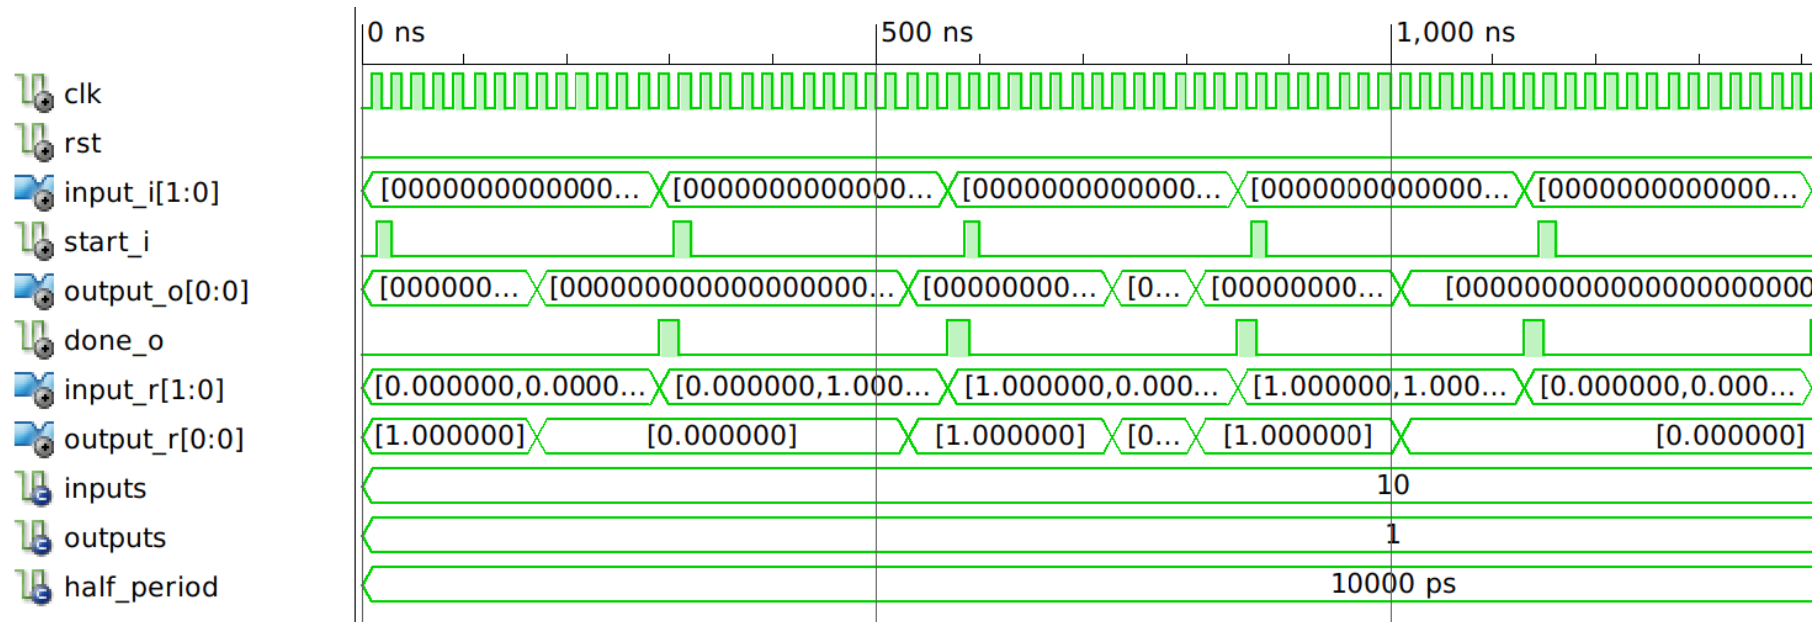 0 ns 500 ns 1,000 ns
clk
rst
input_i[1:0] [0000000000000... [0000000000000... [0000000000000... [0000000000000... [0000000000000...
start_i
output_o[0:0] [000000... [00000000000000000... [00000000... [0... [00000000... [000000000000000000000
done_o
input_r[1:0] [0.000000,0.0000... [0.000000,1.000... [1.000000,0.000... [1.000000,1.000... [0.000000,0.000...
output_r[0:0] [1.000000] [0.000000] [1.000000] [0... [1.000000] [0.000000]
inputs 10
outputs 1
half_period 10000 ps